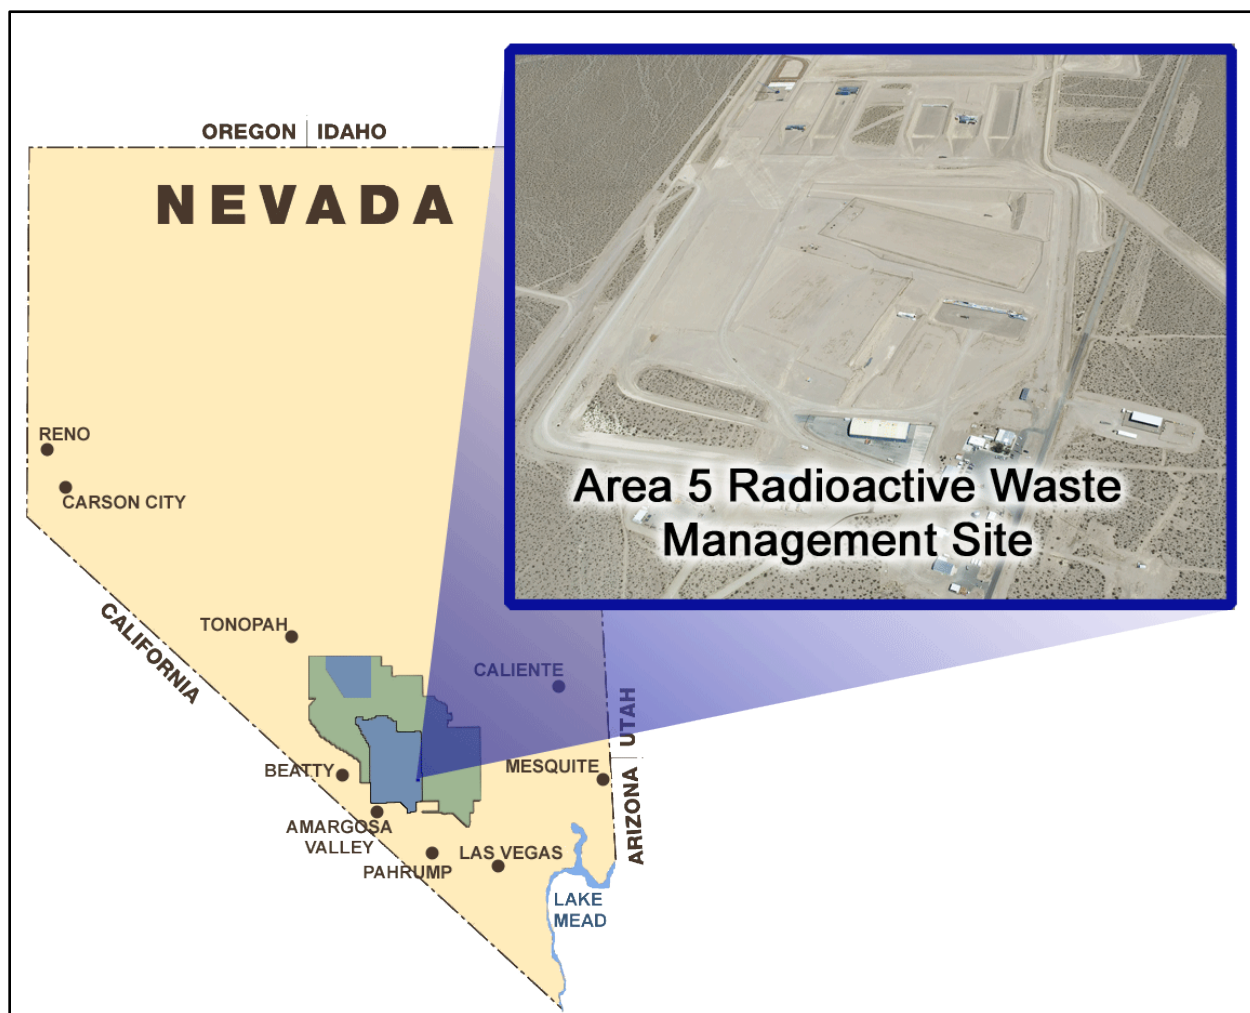 OREGON IDAHO
NEVADA
RENO
CARSON CITY
CALIFORNIA
TONOPAH
CALIENTE
UTAH
BEATTY
MESQUITE
ARIZONA
AMARGOSA
VALLEY
PAHRUMP
LAS VEGAS
LAKE
MEAD
Area 5 Radioactive Waste
Management Site